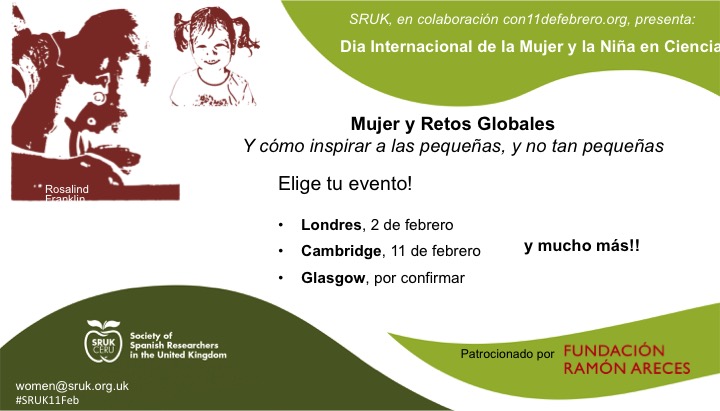 SRUK, en colaboración con11defebrero.org, presenta:
Dia Internacional de la Mujer y la Niña en Ciencia
Mujer y Retos Globales
Y cómo inspirar a las pequeñas, y no tan pequeñas
Elige tu evento!
• Londres, 2 de febrero
• Cambridge, 11 de febrero
• Glasgow, por confirmar
y mucho más!!
Rosalind
Franklin
SRUK
CERU
Society of
Spanish Researchers
in the United Kingdom
Patrocionado por
FUNDACIÓN
RAMÓN ARECES
women@sruk.org.uk
#SRUK11Feb